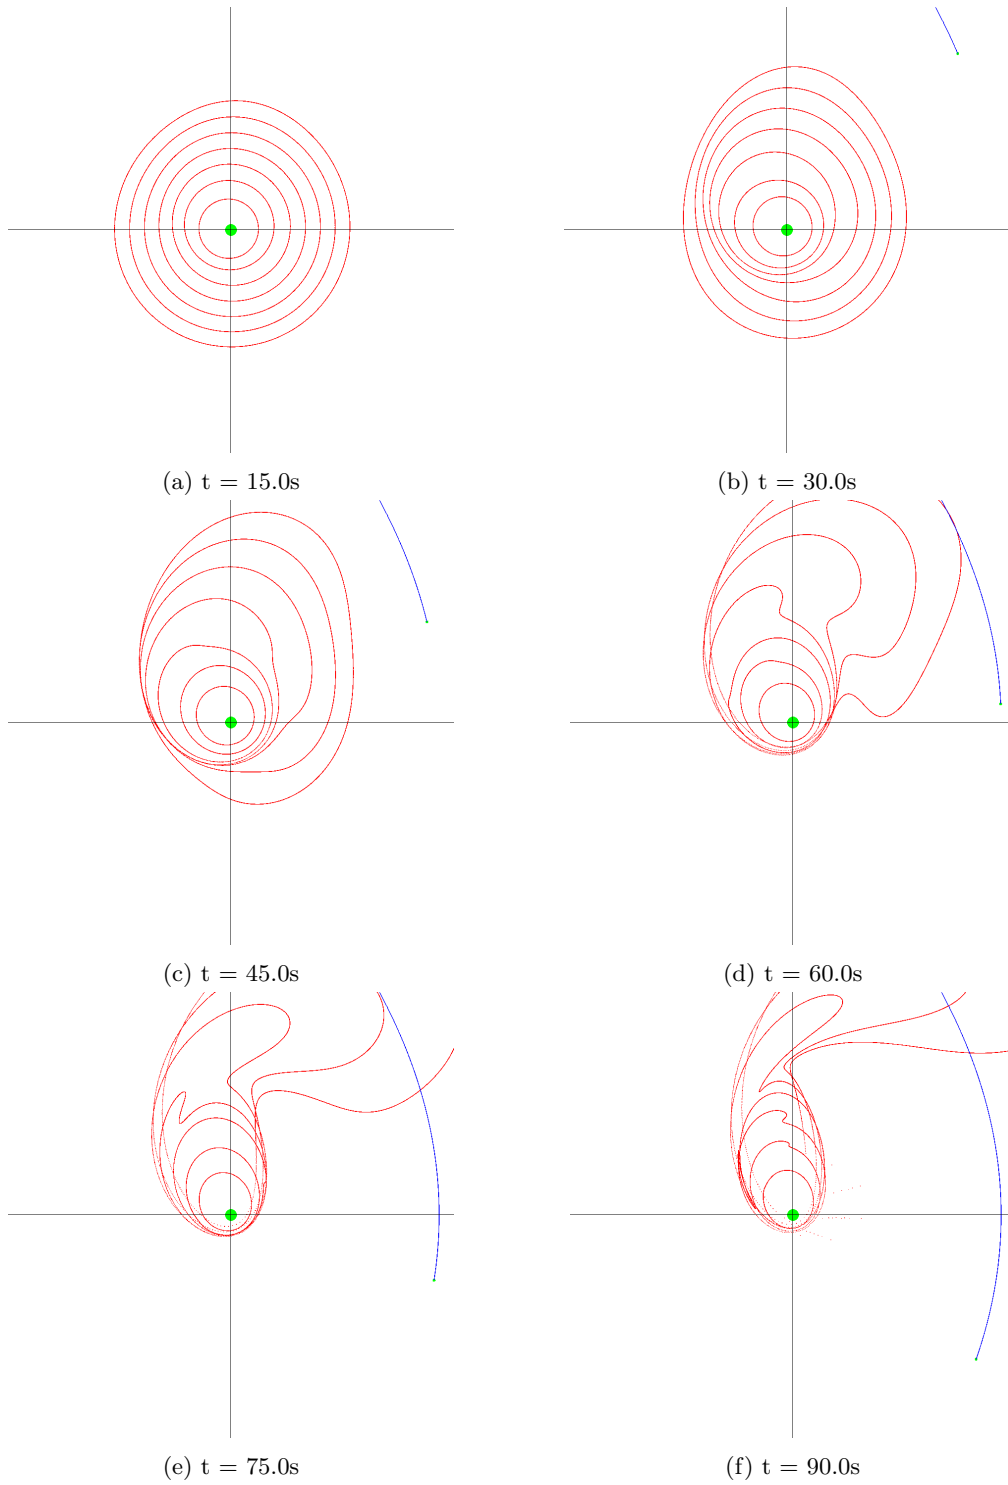 (a) t = 15.0s
(b) t = 30.0s
(c) t = 45.0s
(d) t = 60.0s
(e) t = 75.0s
(f) t = 90.0s